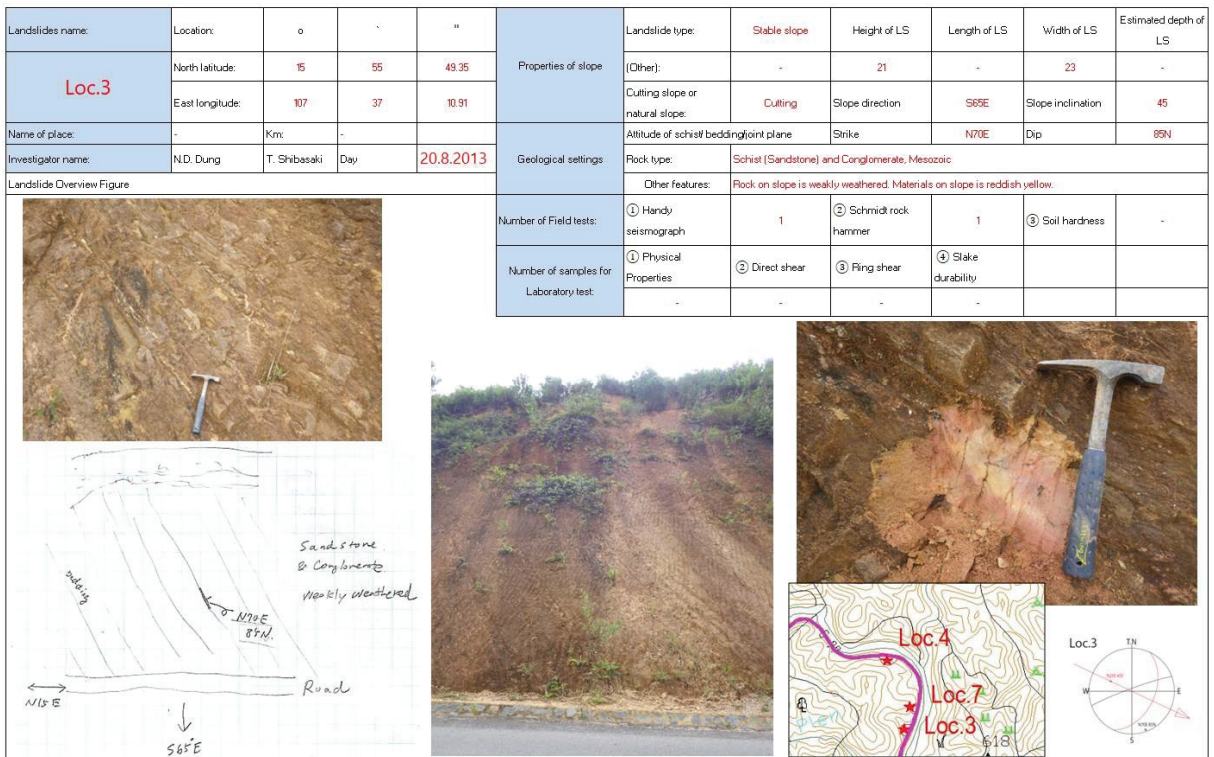 Landslides name:
Location:
o
`
"
Loc.3
North latitude:
15
55
49.35
East longitude:
107
37
10.91
Name of place:
-
Km:
-
Investigator name:
N.D. Dung
T. Shibasaki
Day
20.8.2013
Landslide Overview Figure
Properties of slope
Landslide type:
Stable slope
Height of LS
Length of LS
Width of LS
Estimated depth of
LS
(Other):
-
21
-
23
-
Cutting slope or
natural slope:
Cutting
Slope direction
S65E
Slope inclination
45
Geological settings
Attitude of schist/ bedding/joint plane
Strike
N70E
Dip
85N
Rock type:
Schist (Sandstone) and Conglomerate, Mesozoic
Other features:
Rock on slope is weakly weathered. Materials on slope is reddish yellow.
Number of Field tests:
① Handy
seismograph
1
② Schmidt rock
hammer
1
③ Soil hardness
-
Number of samples for
Laboratory test:
① Physical
Properties
② Direct shear
③ Ring shear
④ Slake
durability
-
-
-
-
Sandstone
& Conglomerate
weakly weathered
bedding
N70E
85N.
Road
N15E
S65°E
Loc.4
Loc.7
Loc.3
618
Loc.3
T.N
W
E
S